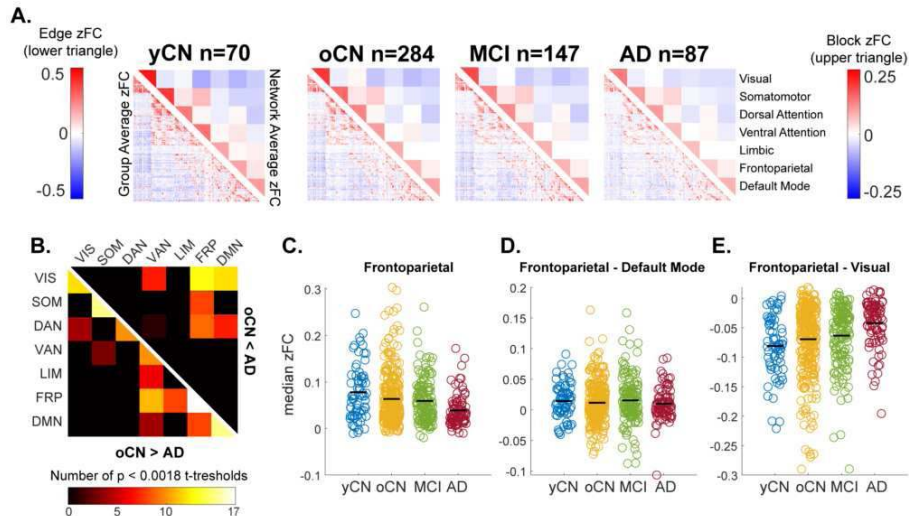 A.
Edge zFC
(lower triangle)
0.5
0
-0.5
yCN n=70
oCN n=284
MCI n=147
AD n=87
Group Average zFC
Network Average zFC
Visual
Somatomotor
Dorsal Attention
Ventral Attention
Limbic
Frontoparietal
Default Mode
Block zFC
(upper triangle)
0.25
0
-0.25
B.
VIS SOM DAN VAN LIM FRP DMN
VIS
SOM
DAN
VAN
LIM
FRP
DMN
oCN < AD
oCN > AD
Number of p < 0.0018 t-tresholds
0 5 10 17
C.
Frontoparietal
median zFC
0.3
0.2
0.1
0
-0.1
yCN oCN MCI AD
D.
Frontoparietal - Default Mode
0.20
0.15
0.1
0.05
0
-0.05
-0.1
yCN oCN MCI AD
E.
Frontoparietal - Visual
0
-0.05
-0.1
-0.15
-0.2
-0.25
-0.3
yCN oCN MCI AD